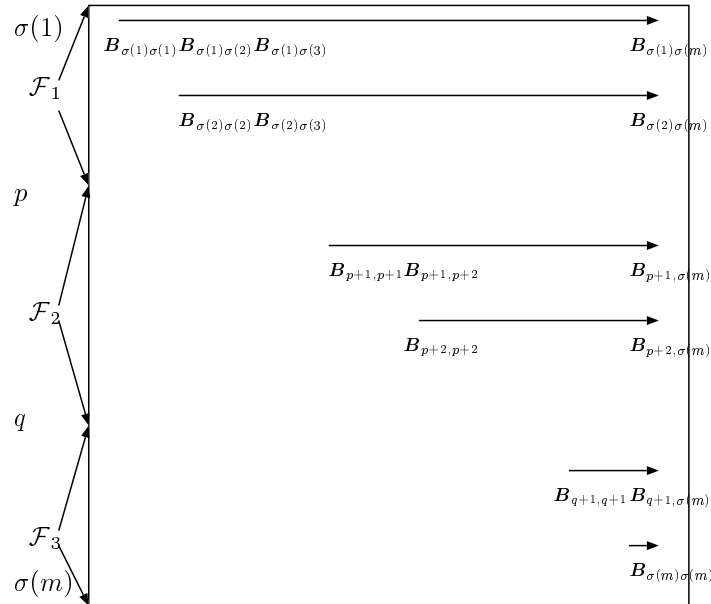 σ(1)
B_{σ(1)σ(1)} B_{σ(1)σ(2)} B_{σ(1)σ(3)} B_{σ(1)σ(m)}
ℱ_1
B_{σ(2)σ(2)} B_{σ(2)σ(3)} B_{σ(2)σ(m)}
p
B_{p+1,p+1} B_{p+1,p+2} B_{p+1,σ(m)}
ℱ_2
B_{p+2,p+2} B_{p+2,σ(m)}
q
B_{q+1,q+1} B_{q+1,σ(m)}
ℱ_3
B_{σ(m)σ(m)}
σ(m)